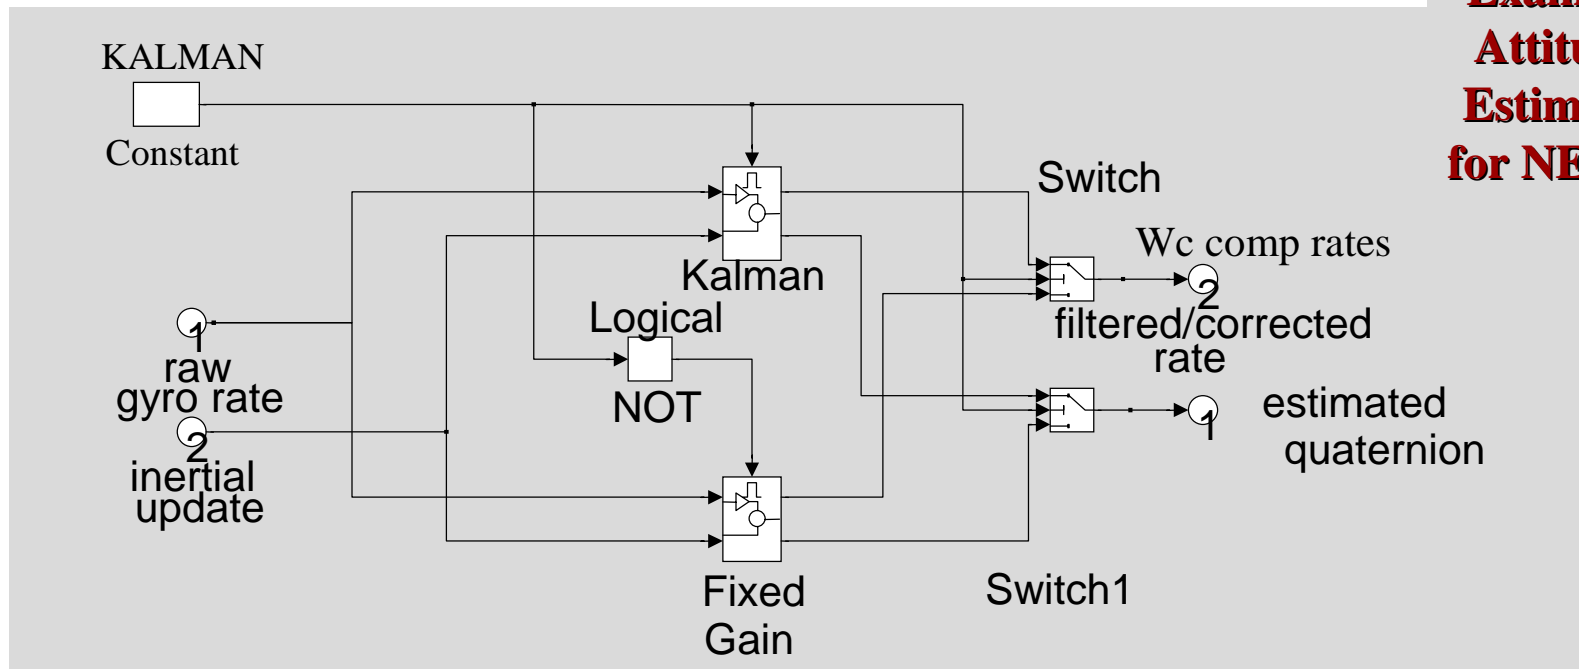 KALMAN
Constant
Switch
Wc comp rates
Kalman
Logical
NOT
1
raw
gyro rate
2
inertial
update
2
filtered/corrected
rate
1
estimated
quaternion
Fixed
Gain
Switch1
for